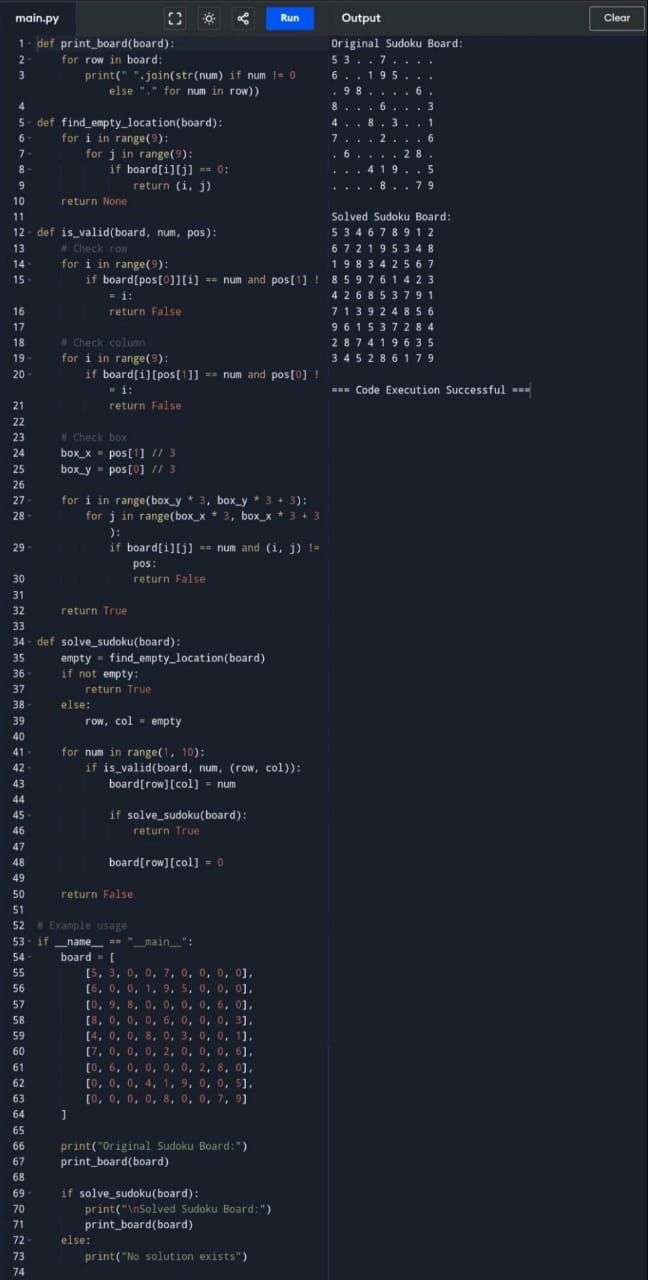 main.py
Run
Output
Clear
1 def print_board(board):
2     for row in board:
3         print(" ".join(str(num) if num != 0
            else "." for num in row))
4
5 def find_empty_location(board):
6     for i in range(9):
7         for j in range(9):
8             if board[i][j] == 0:
9                 return (i, j)
10     return None
11
12 def is_valid(board, num, pos):
13     # Check row
14     for i in range(9):
15         if board[pos[0]][i] == num and pos[1] !
            = i:
16             return False
17
18     # Check column
19     for i in range(9):
20         if board[i][pos[1]] == num and pos[0] !
            = i:
21             return False
22
23     # Check box
24     box_x = pos[1] // 3
25     box_y = pos[0] // 3
26
27     for i in range(box_y * 3, box_y * 3 + 3):
28         for j in range(box_x * 3, box_x * 3 + 3
            ):
29             if board[i][j] == num and (i, j) !=
                pos:
30                 return False
31
32     return True
33
34 def solve_sudoku(board):
35     empty = find_empty_location(board)
36     if not empty:
37         return True
38     else:
39         row, col = empty
40
41     for num in range(1, 10):
42         if is_valid(board, num, (row, col)):
43             board[row][col] = num
44
45             if solve_sudoku(board):
46                 return True
47
48             board[row][col] = 0
49
50     return False
51
52 # Example usage
53 if __name__ == "__main__":
54     board = [
55         [5, 3, 0, 0, 7, 0, 0, 0, 0],
56         [6, 0, 0, 1, 9, 5, 0, 0, 0],
57         [0, 9, 8, 0, 0, 0, 0, 6, 0],
58         [8, 0, 0, 0, 6, 0, 0, 0, 3],
59         [4, 0, 0, 8, 0, 3, 0, 0, 1],
60         [7, 0, 0, 0, 2, 0, 0, 0, 6],
61         [0, 6, 0, 0, 0, 0, 2, 8, 0],
62         [0, 0, 0, 4, 1, 9, 0, 0, 5],
63         [0, 0, 0, 0, 8, 0, 0, 7, 9]
64     ]
65
66     print("Original Sudoku Board:")
67     print_board(board)
68
69     if solve_sudoku(board):
70         print("\nSolved Sudoku Board:")
71         print_board(board)
72     else:
73         print("No solution exists")
74
Original Sudoku Board:
5 3 . . 7 . . . .
6 . . 1 9 5 . . .
. 9 8 . . . . 6 .
8 . . . 6 . . . 3
4 . . 8 . 3 . . 1
7 . . . 2 . . . 6
. 6 . . . . 2 8 .
. . . 4 1 9 . . 5
. . . . 8 . . 7 9
Solved Sudoku Board:
5 3 4 6 7 8 9 1 2
6 7 2 1 9 5 3 4 8
1 9 8 3 4 2 5 6 7
8 5 9 7 6 1 4 2 3
4 2 6 8 5 3 7 9 1
7 1 3 9 2 4 8 5 6
9 6 1 5 3 7 2 8 4
2 8 7 4 1 9 6 3 5
3 4 5 2 8 6 1 7 9
=== Code Execution Successful ===